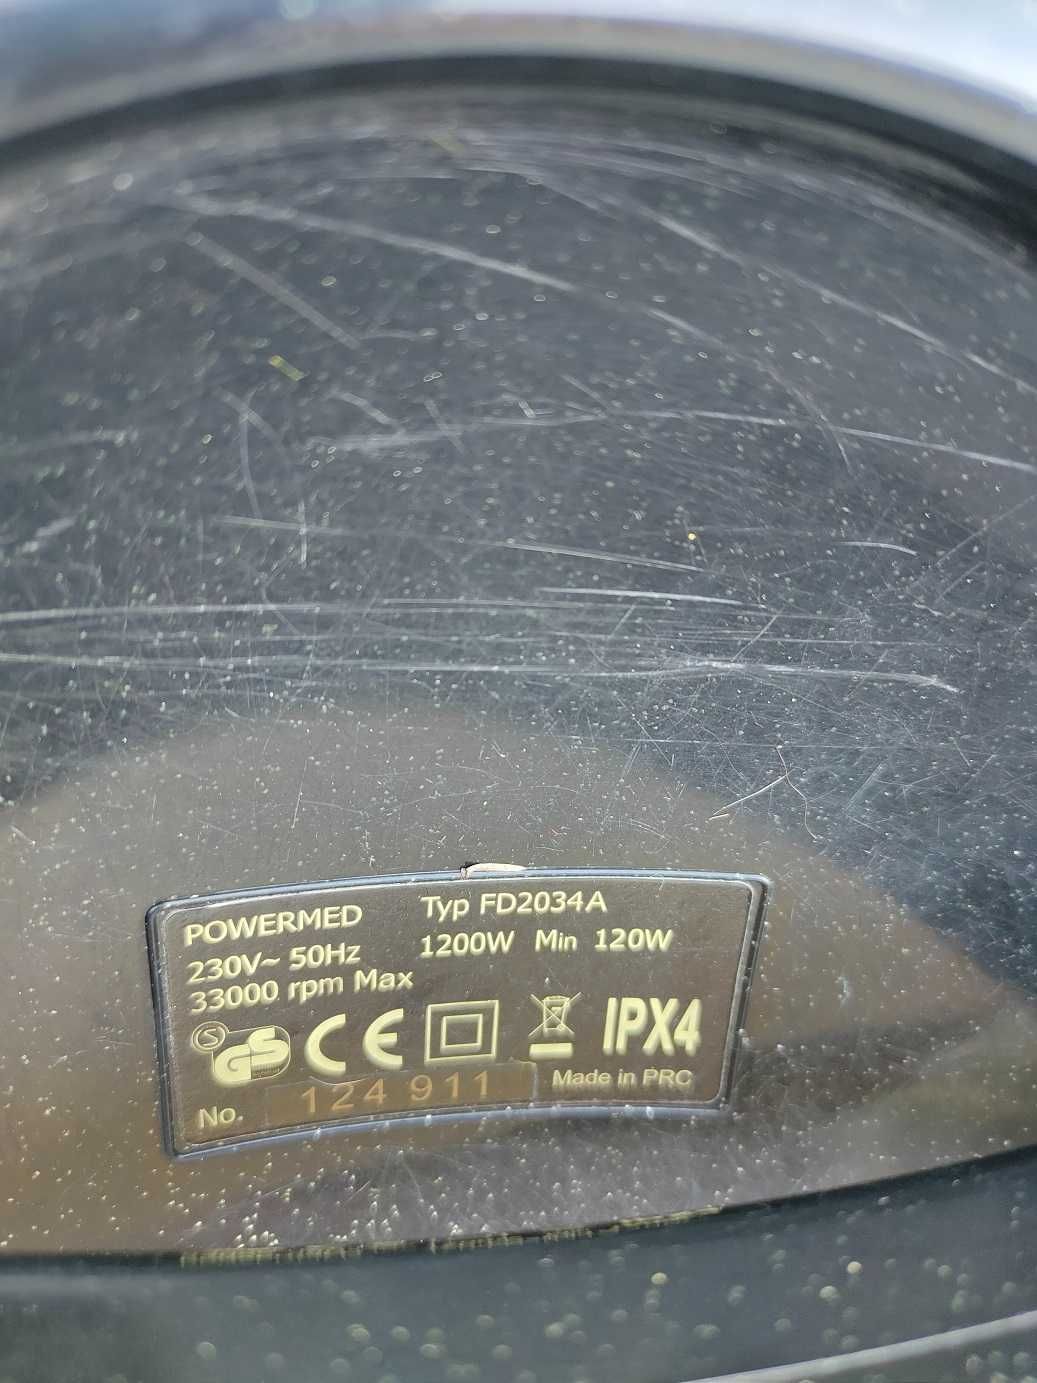 POWERMED Typ FD2034A
230V~ 50Hz 1200W Min 120W
33000 rpm Max
S GS CE IPX4
Made in PRC
No. 124 911